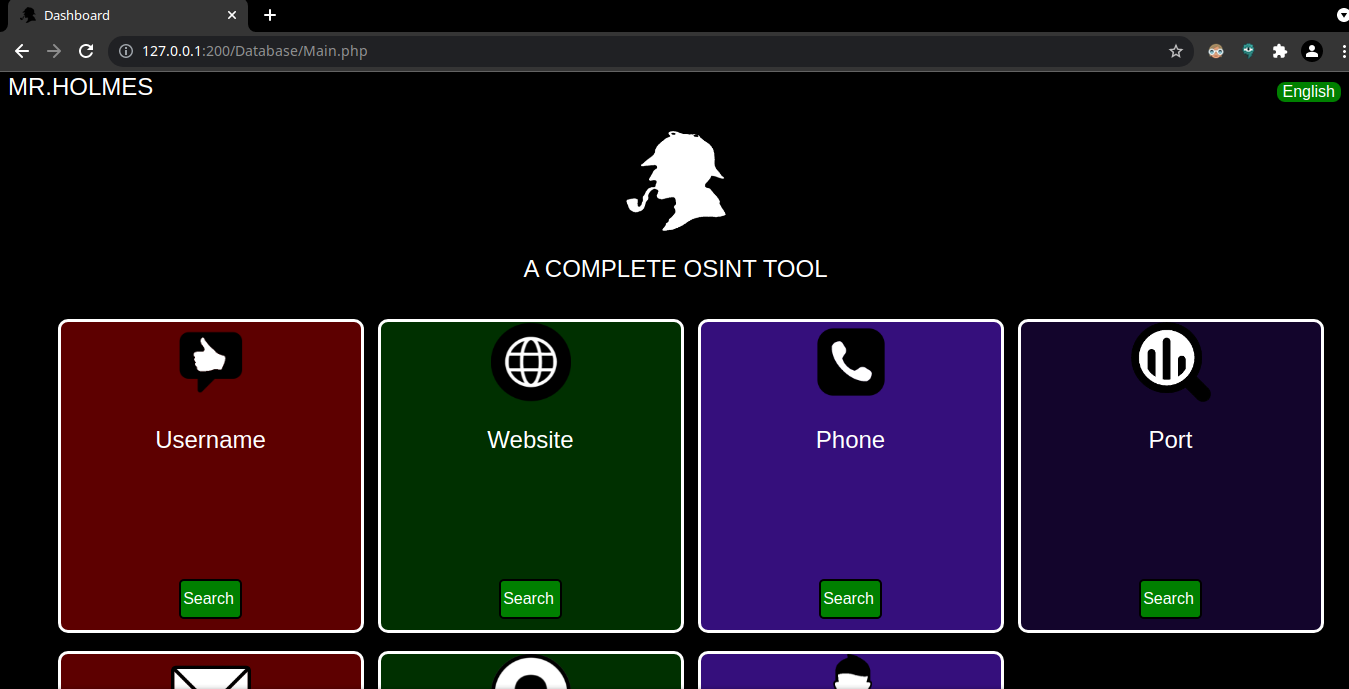 Dashboard
127.0.0.1:200/Database/Main.php
MR.HOLMES
English
A COMPLETE OSINT TOOL
Username
Website
Phone
Port
Search
Search
Search
Search